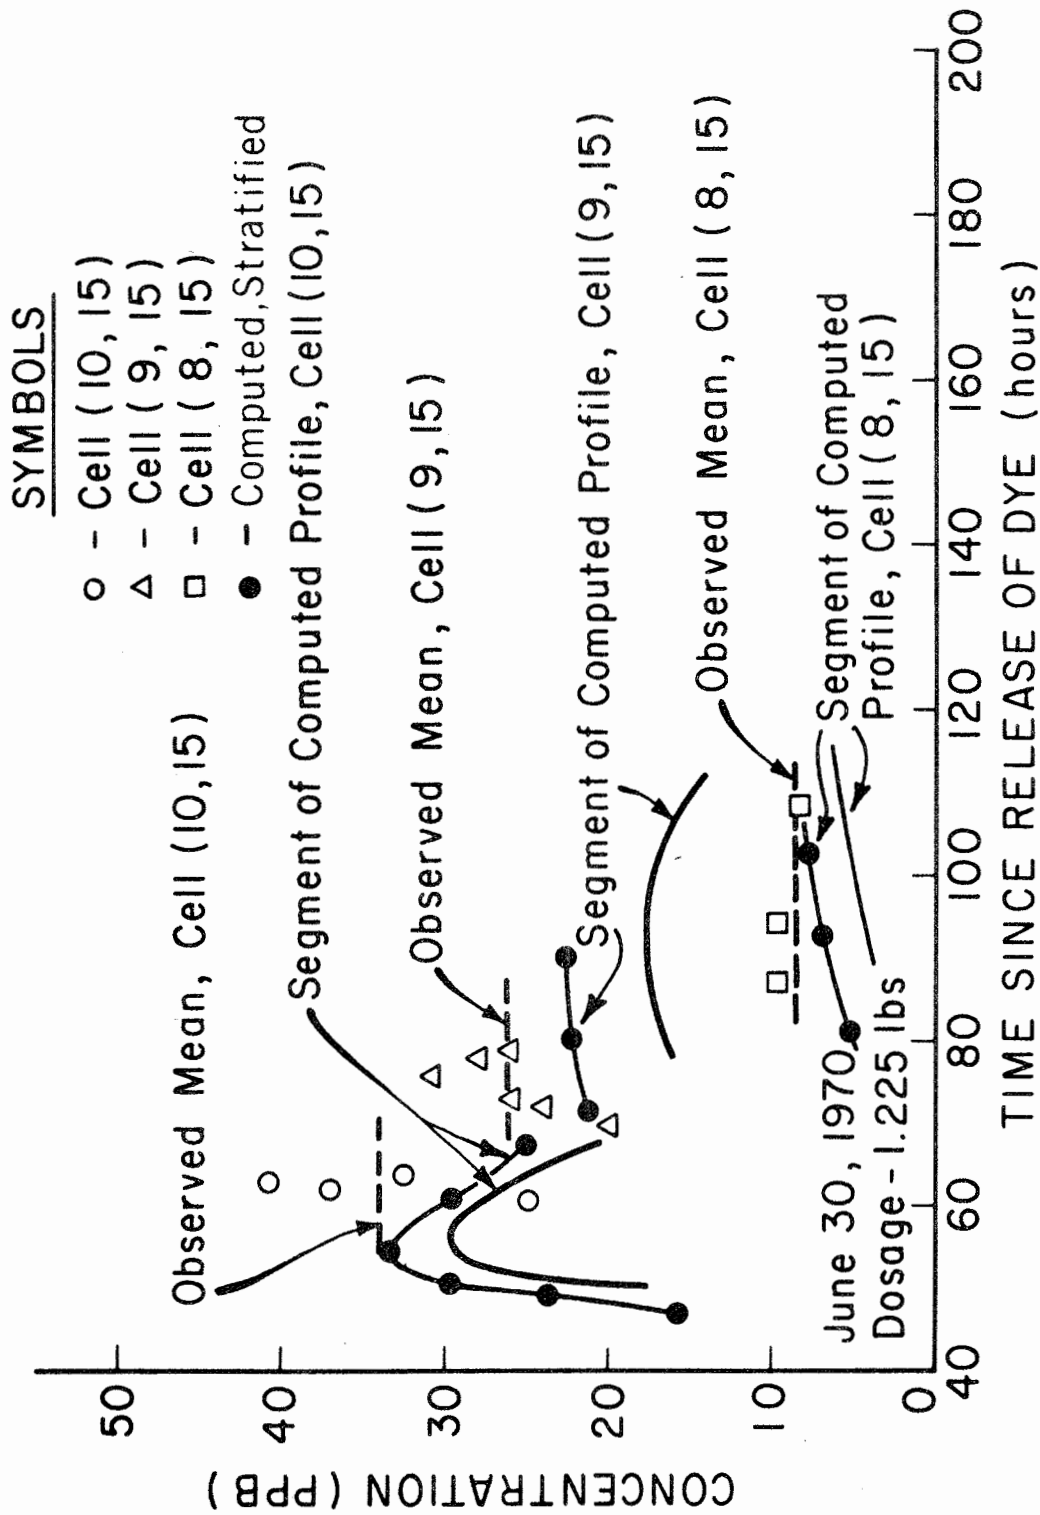 SYMBOLS
○ – Cell (10, 15)
△ – Cell (9, 15)
□ – Cell (8, 15)
● – Computed, Stratified
Observed Mean, Cell (10,15)
Segment of Computed Profile, Cell (10,15)
Observed Mean, Cell (9,15)
Segment of Computed Profile, Cell (9,15)
Observed Mean, Cell (8, 15)
Segment of Computed
Profile, Cell (8, 15)
June 30, 1970
Dosage – 1.225 lbs
CONCENTRATION (PPB)
50
40
30
20
10
0
40
60
80
100
120
140
160
180
200
TIME SINCE RELEASE OF DYE (hours)